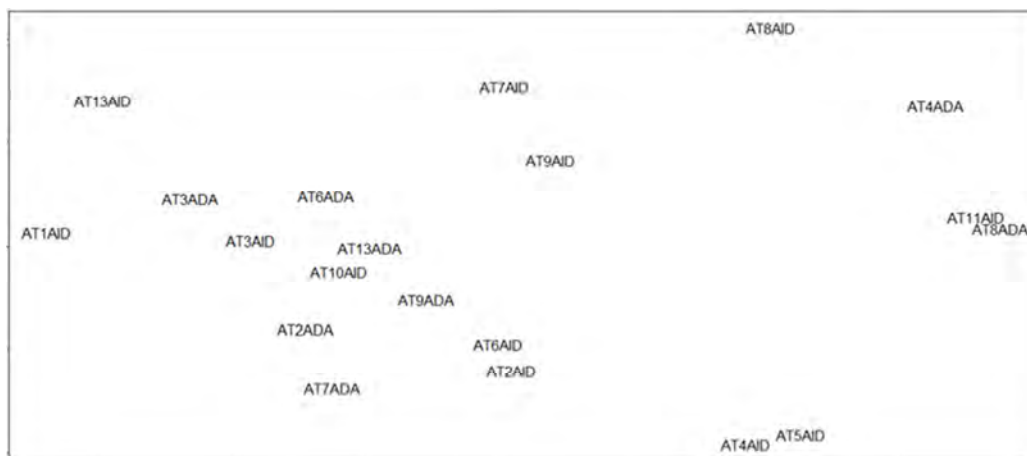 AT8AID
AT7AID
AT13AID
AT4ADA
AT9AID
AT3ADA
AT6ADA
AT11AID
AT8ADA
AT1AID
AT3AID
AT13ADA
AT10AID
AT9ADA
AT2ADA
AT6AID
AT2AID
AT7ADA
AT5AID
AT4AID